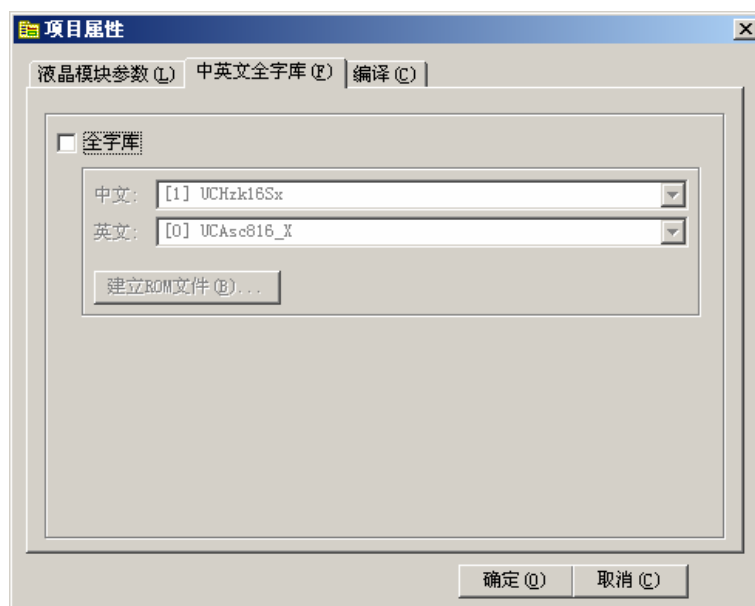 项目属性
液晶模块参数(L) 中英文全字库(F) 编译(C)
全字库
中文: [1] UCHzk16Sx
英文: [0] UCAsc816_X
建立ROM文件(B)...
确定(O) 取消(C)